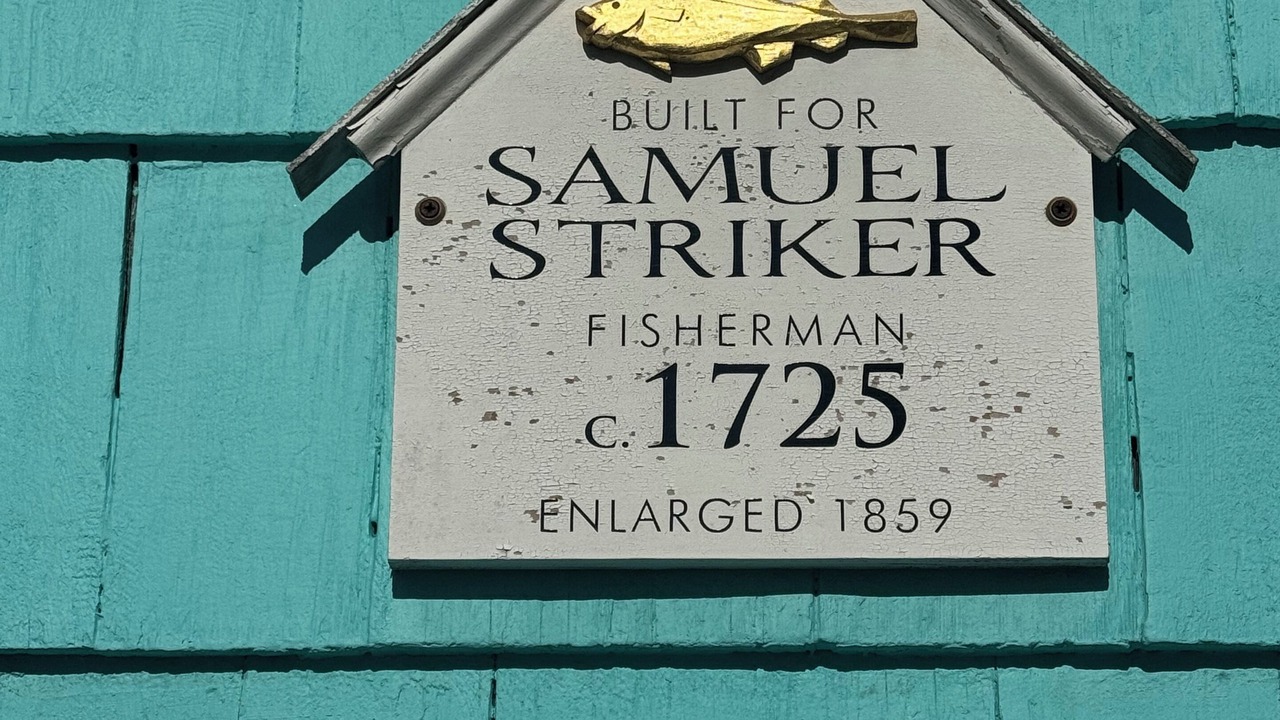 BUILT FOR
SAMUEL
STRIKER
FISHERMAN
c.1725
ENLARGED 1859